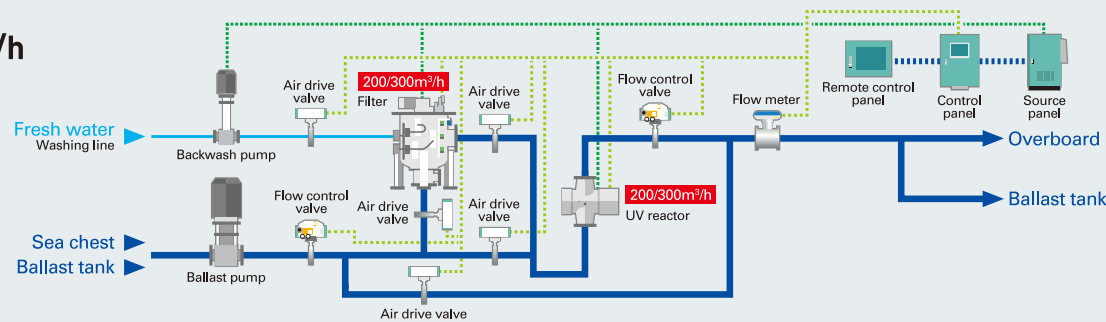 /h
200/300m³/h
Filter
Air drive
valve
Air drive
valve
Flow control
valve
Flow meter
Remote control
panel
Control
panel
Source
panel
Fresh water
Washing line
Backwash pump
Overboard
200/300m³/h
UV reactor
Flow control
valve
Air drive
valve
Air drive
valve
Ballast tank
Sea chest
Ballast tank
Ballast pump
Air drive valve